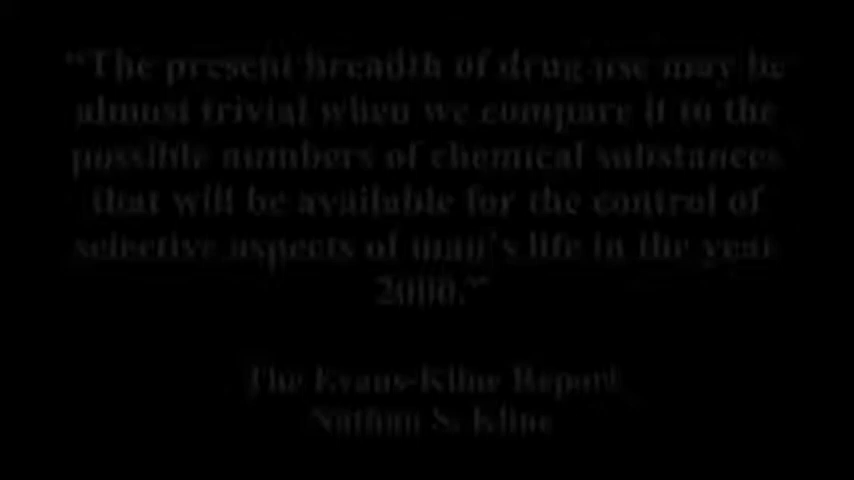 “The present breadth of drug use may be
almost trivial when we compare it to the
possible numbers of chemical substances
that will be available for the control of
selective aspects of man's life in the year
2000.”
The Evans-Kline Report
Nathan S. Kline